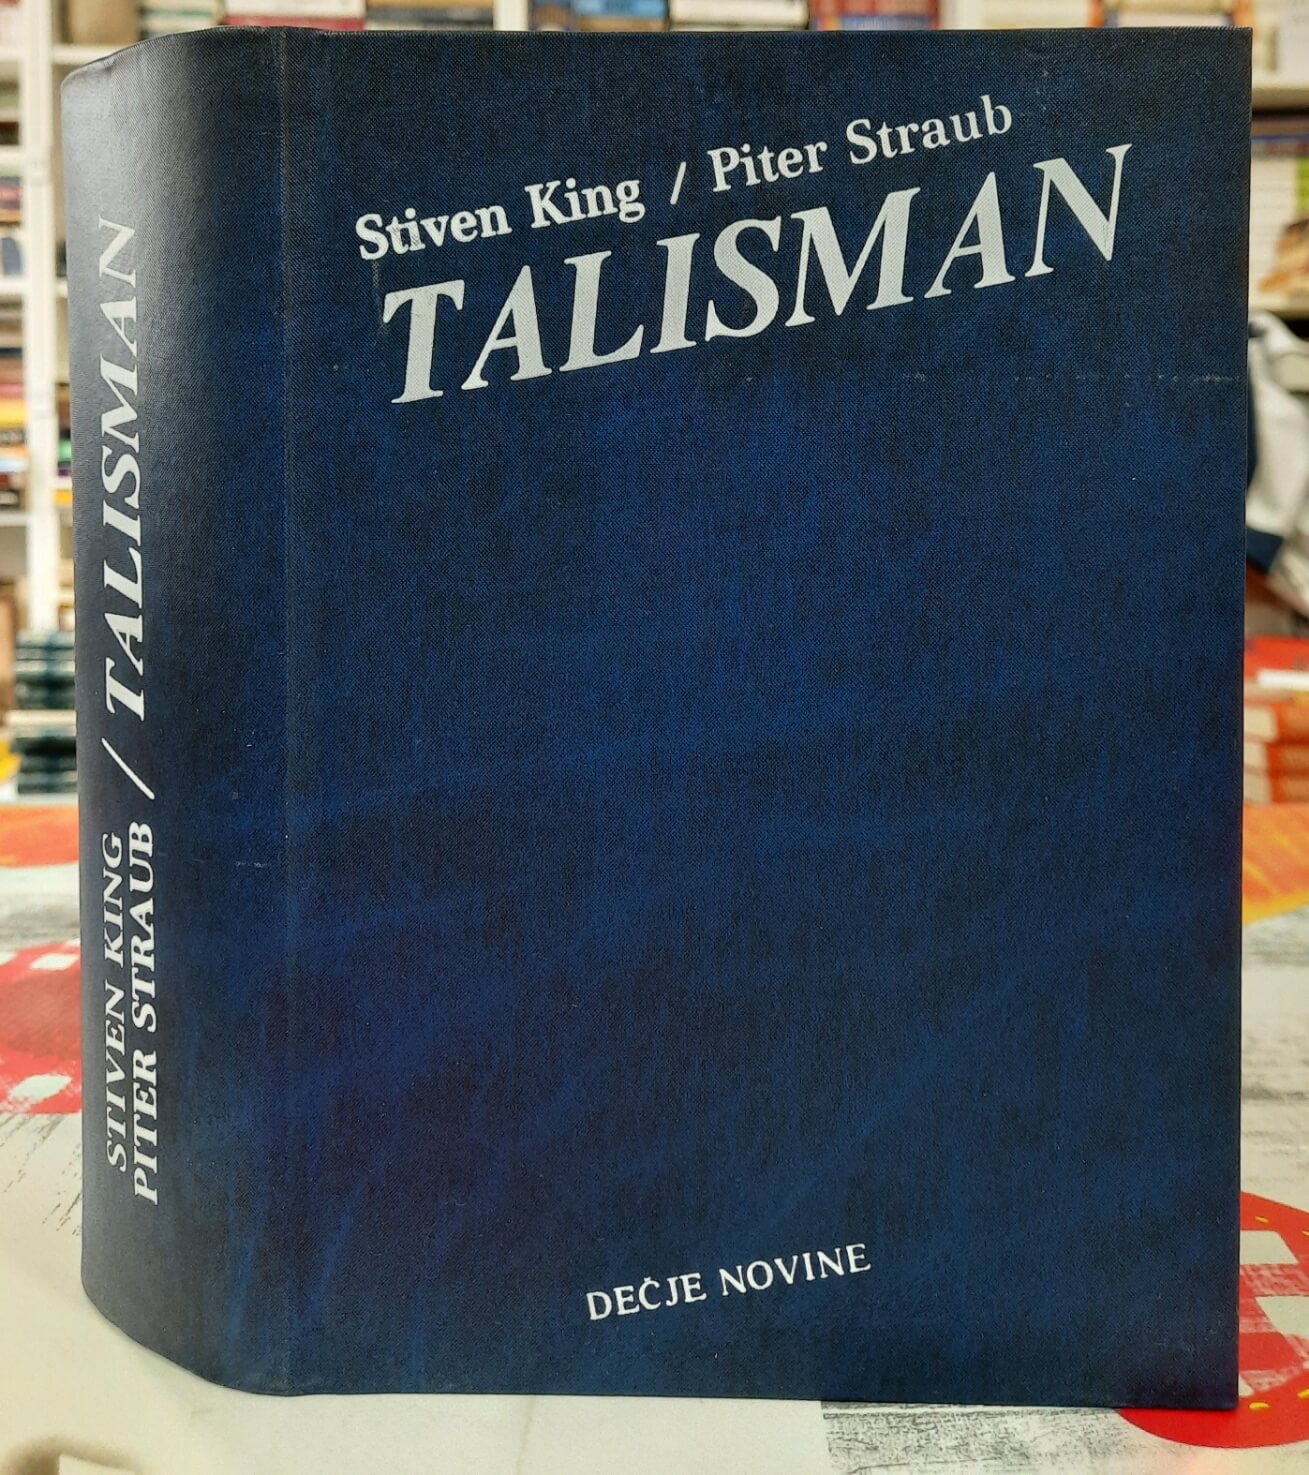 Stiven King / Piter Straub
TALISMAN
DEČJE NOVINE
STIVEN KING
PITER STRAUB / TALISMAN